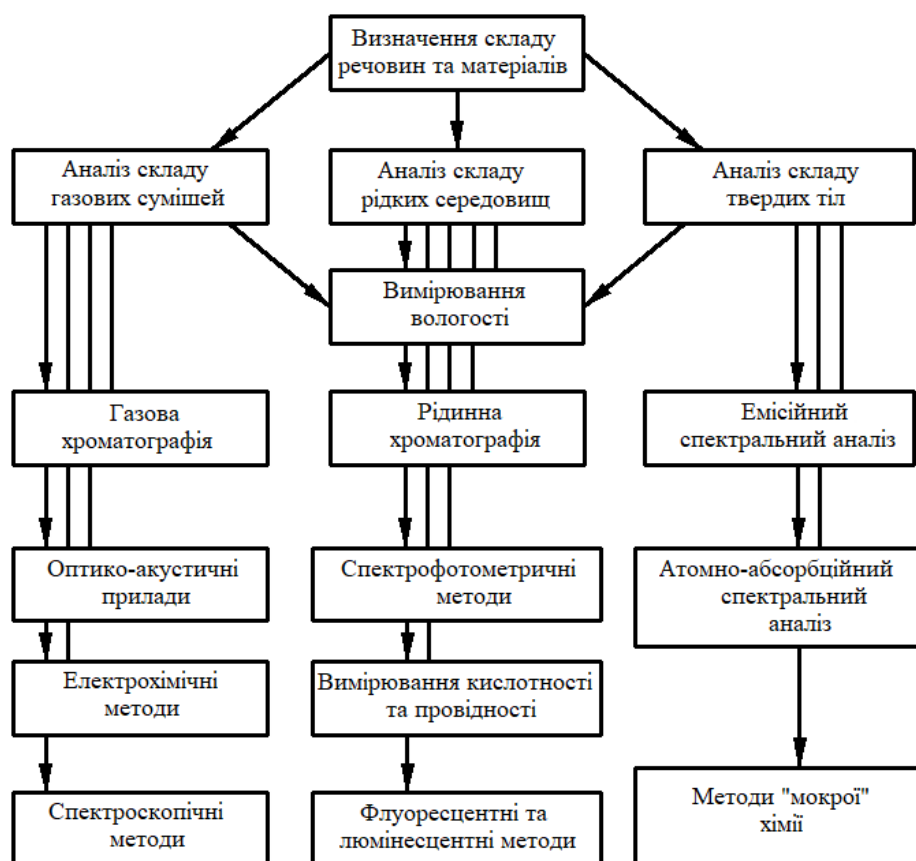 Визначення складу
речовин та матеріалів
Аналіз складу
газових сумішей
Аналіз складу
рідких середовищ
Аналіз складу
твердих тіл
Вимірювання
вологості
Газова
хроматографія
Рідинна
хроматографія
Емісійний
спектральний аналіз
Оптико-акустичні
прилади
Спектрофотометричні
методи
Атомно-абсорбційний
спектральний
аналіз
Електрохімічні
методи
Вимірювання кислотності
та провідності
Спектроскопічні
методи
Флуоресцентні та
люмінесцентні методи
Методи "мокрої"
хімії